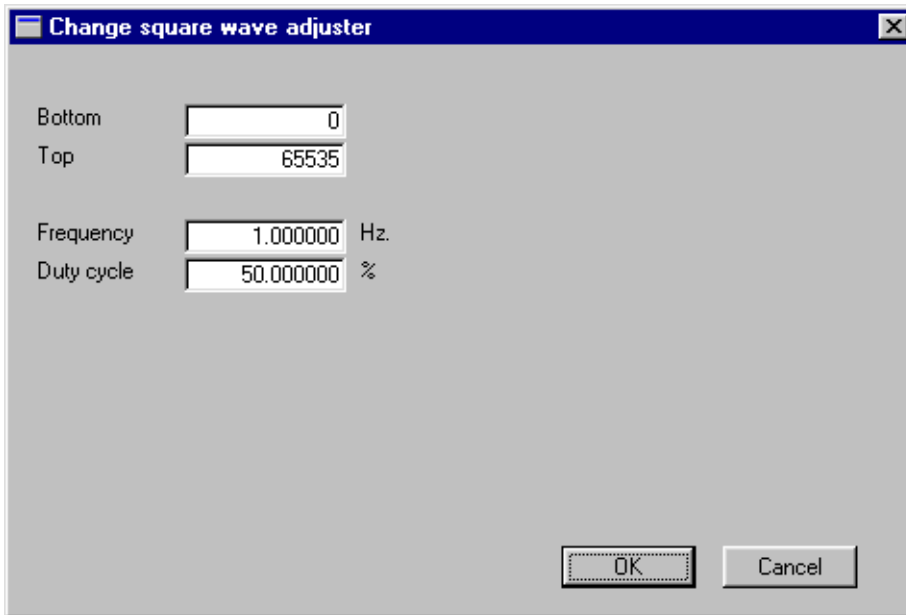 Change square wave adjuster
Bottom 0
Top 65535
Frequency 1.000000 Hz.
Duty cycle 50.000000 %
OK Cancel